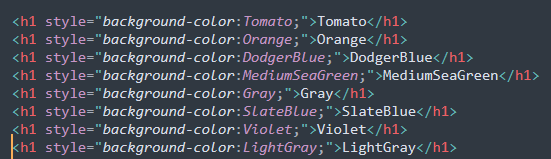 <h1 style="background-color:Tomato;">Tomato</h1>
<h1 style="background-color:Orange;">Orange</h1>
<h1 style="background-color:DodgerBlue;">DodgerBlue</h1>
<h1 style="background-color:MediumSeaGreen;">MediumSeaGreen</h1>
<h1 style="background-color:Gray;">Gray</h1>
<h1 style="background-color:SlateBlue;">SlateBlue</h1>
<h1 style="background-color:Violet;">Violet</h1>
<h1 style="background-color:LightGray;">LightGray</h1>